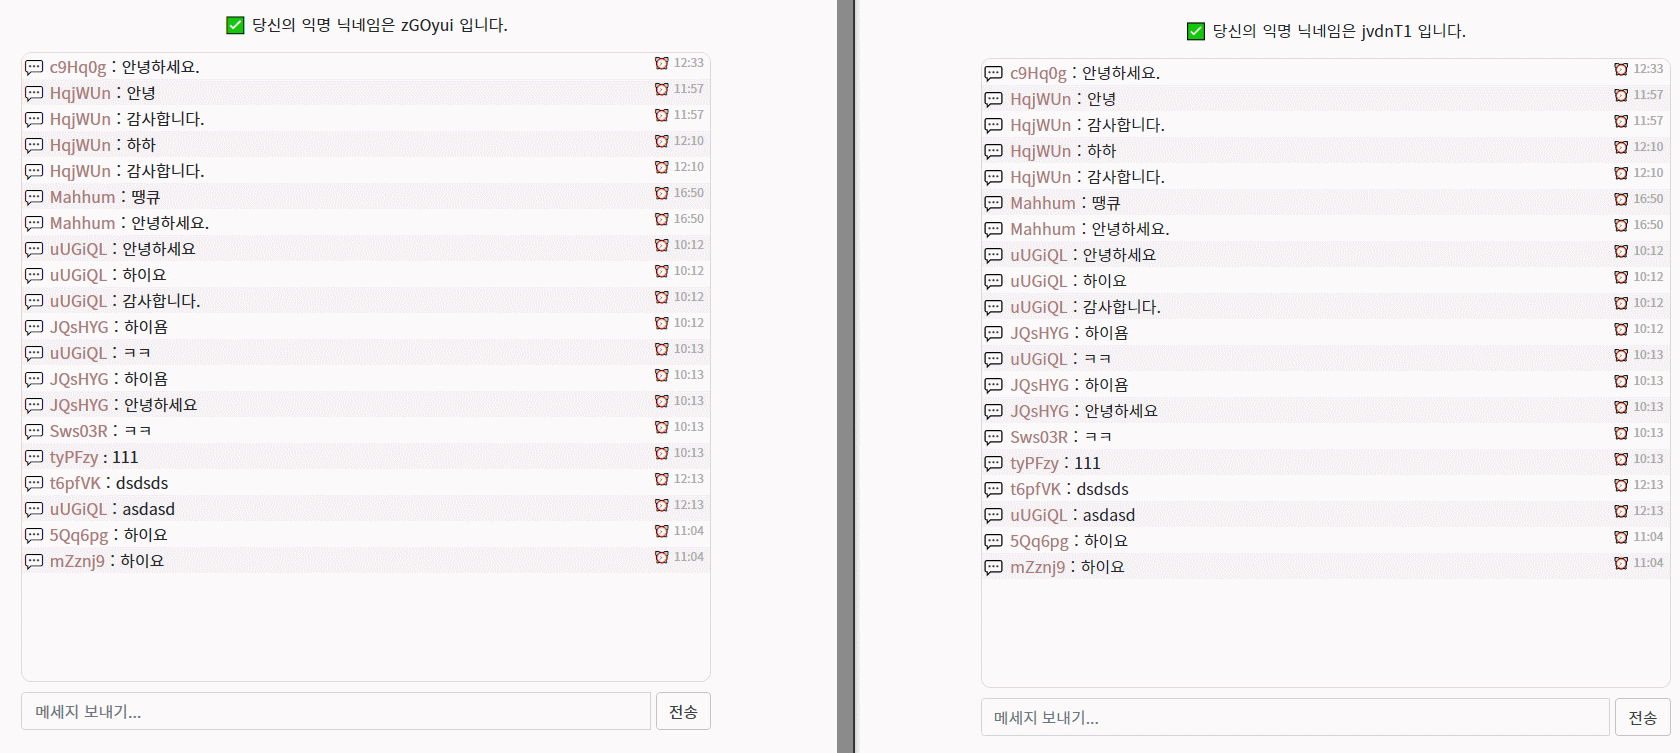 ✅ 당신의 익명 닉네임은 zGOyui 입니다.
c9Hq0g : 안녕하세요. 12:33
HqjWUn : 안녕 11:57
HqjWUn : 감사합니다. 11:57
HqjWUn : 하하 12:10
HqjWUn : 감사합니다. 12:10
Mahhum : 땡큐 16:50
Mahhum : 안녕하세요. 16:50
uUGiQL : 안녕하세요 10:12
uUGiQL : 하이요 10:12
uUGiQL : 감사합니다. 10:12
JQsHYG : 하이욤 10:12
uUGiQL : ㅋㅋ 10:13
JQsHYG : 하이욤 10:13
JQsHYG : 안녕하세요 10:13
Sws03R : ㅋㅋ 10:13
tyPFzy : 111 10:13
t6pfVK : dsdsds 12:13
uUGiQL : asdasd 12:13
5Qq6pg : 하이요 11:04
mZznj9 : 하이요 11:04
메세지 보내기... 전송
✅ 당신의 익명 닉네임은 jvdnT1 입니다.
c9Hq0g : 안녕하세요. 12:33
HqjWUn : 안녕 11:57
HqjWUn : 감사합니다. 11:57
HqjWUn : 하하 12:10
HqjWUn : 감사합니다. 12:10
Mahhum : 땡큐 16:50
Mahhum : 안녕하세요. 16:50
uUGiQL : 안녕하세요 10:12
uUGiQL : 하이요 10:12
uUGiQL : 감사합니다. 10:12
JQsHYG : 하이욤 10:12
uUGiQL : ㅋㅋ 10:13
JQsHYG : 하이욤 10:13
JQsHYG : 안녕하세요 10:13
Sws03R : ㅋㅋ 10:13
tyPFzy : 111 10:13
t6pfVK : dsdsds 12:13
uUGiQL : asdasd 12:13
5Qq6pg : 하이요 11:04
mZznj9 : 하이요 11:04
메세지 보내기... 전송